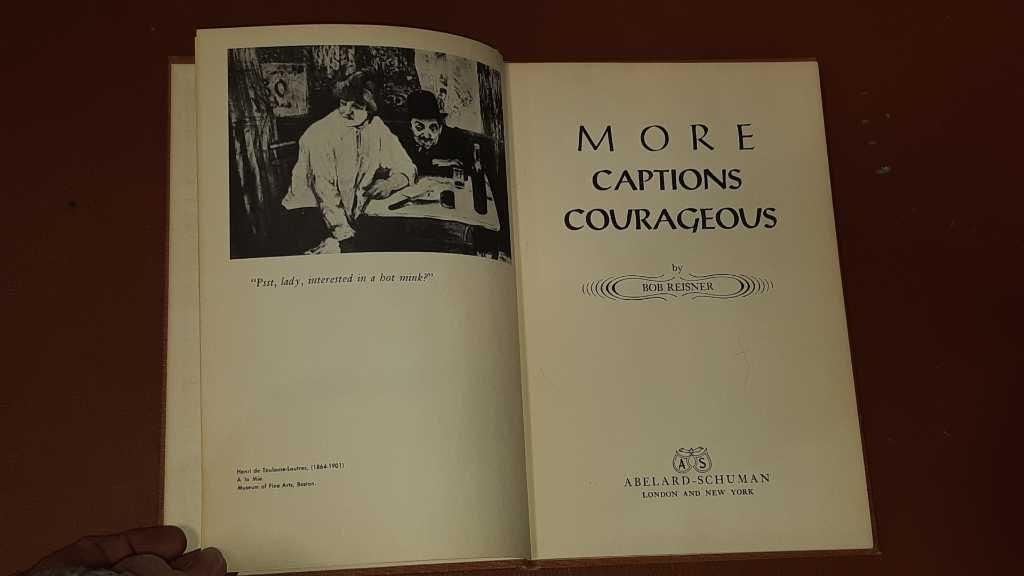 "Psst, lady, interested in a hot mink?"
Henri de Toulouse-Lautrec, (1864-1901)
A la Mie
Museum of Fine Arts, Boston.
MORE
CAPTIONS
COURAGEOUS
by
BOB REISNER
A S
ABELARD-SCHUMAN
LONDON AND NEW YORK